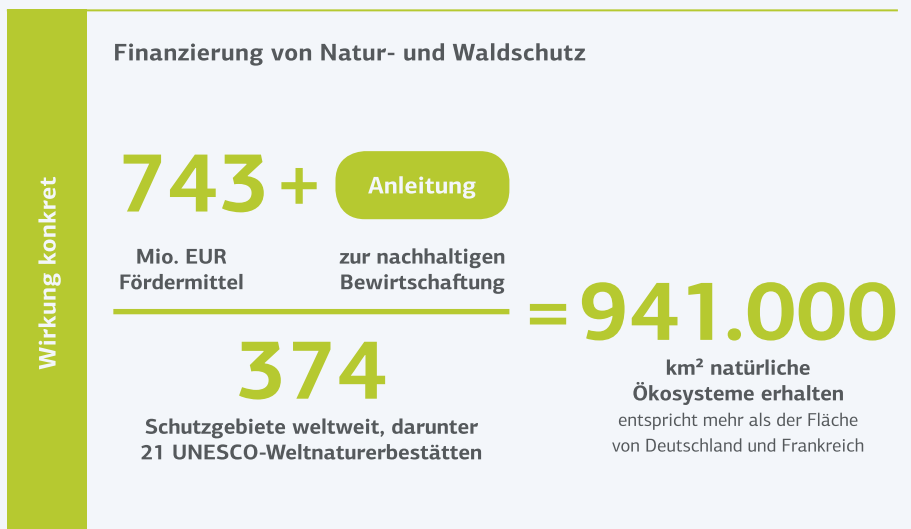 Wirkung konkret
Finanzierung von Natur- und Waldschutz
743 + Anleitung
Mio. EUR
Fördermittel
zur nachhaltigen
Bewirtschaftung
374
Schutzgebiete weltweit, darunter
21 UNESCO-Weltnaturerbestätten
= 941.000
km² natürliche
Ökosysteme erhalten
entspricht mehr als der Fläche
von Deutschland und Frankreich